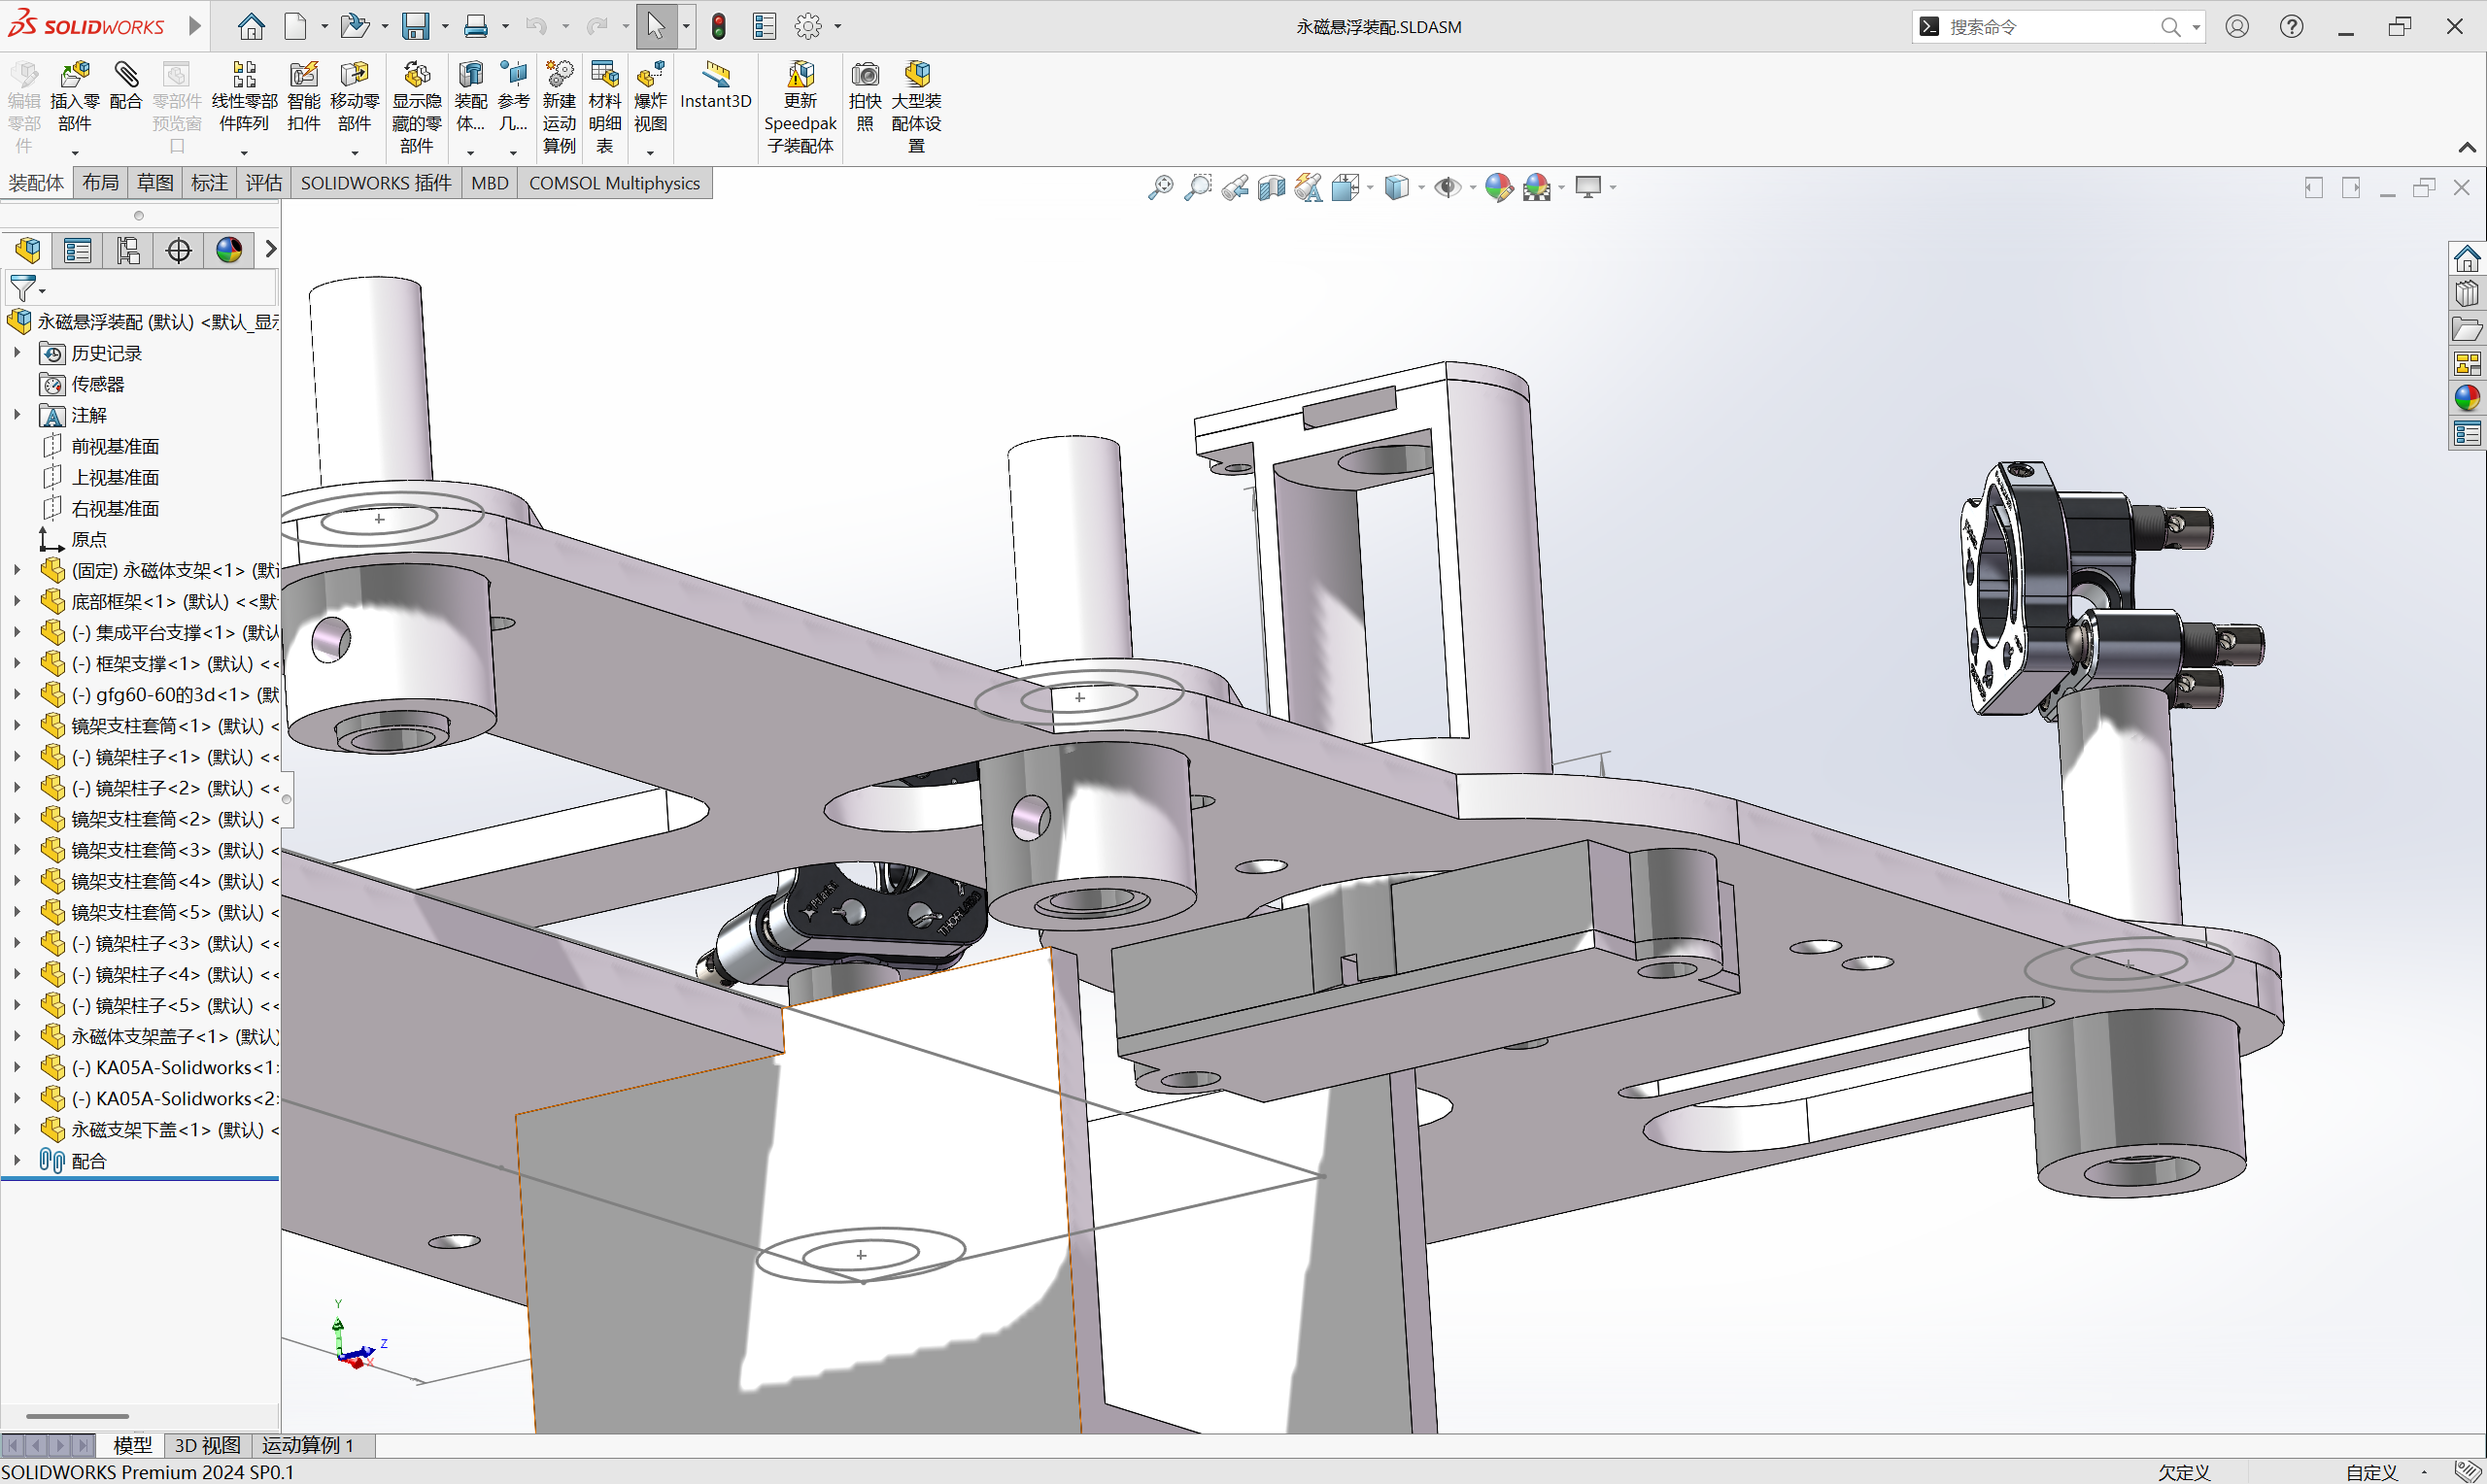 SOLIDWORKS
永磁悬浮装配.SLDASM
搜索命令
编辑零部件
插入零部件
配合
零部件预览窗口
线性零部件阵列
智能扣件
移动零部件
显示隐藏的零部件
装配体...
参考几...
新建运动算例
材料明细表
爆炸视图
Instant3D
更新 Speedpak 子装配体
拍快照
大型装配体设置
装配体
布局
草图
标注
评估
SOLIDWORKS 插件
MBD
COMSOL Multiphysics
永磁悬浮装配 (默认) <默认_显示
历史记录
传感器
注解
前视基准面
上视基准面
右视基准面
原点
(固定) 永磁体支架<1> (默认
底部框架<1> (默认) <<默
(-) 集成平台支撑<1> (默认
(-) 框架支撑<1> (默认) <<
(-) gfg60-60的3d<1> (默
镜架支柱套筒<1> (默认) <
(-) 镜架柱子<1> (默认) <<
(-) 镜架柱子<2> (默认) <<
镜架支柱套筒<2> (默认) <
镜架支柱套筒<3> (默认) <
镜架支柱套筒<4> (默认) <
镜架支柱套筒<5> (默认) <
(-) 镜架柱子<3> (默认) <<
(-) 镜架柱子<4> (默认) <<
(-) 镜架柱子<5> (默认) <<
永磁体支架盖子<1> (默认)
(-) KA05A-Solidworks<1>
(-) KA05A-Solidworks<2>
永磁支架下盖<1> (默认) <
配合
THORLABS
Y
Z
X
模型
3D 视图
运动算例 1
SOLIDWORKS Premium 2024 SP0.1
欠定义
自定义